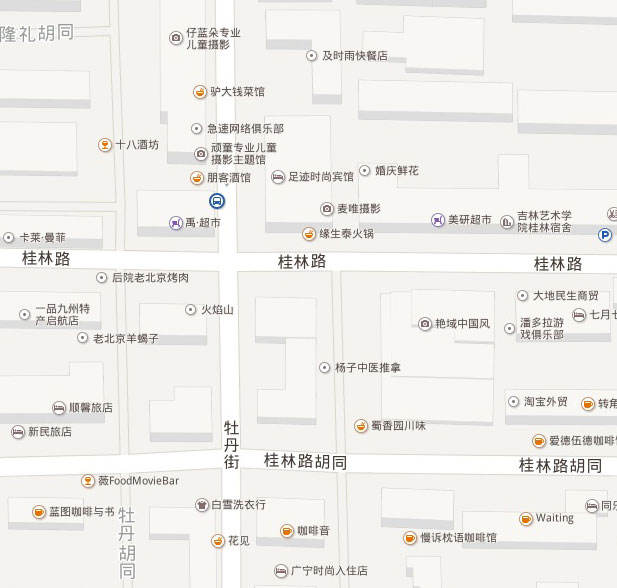 隆礼胡同
仔蓝朵专业
儿童摄影
及时雨快餐店
驴大钱菜馆
急速网络俱乐部
十八酒坊
顽童专业儿童
摄影主题馆
婚庆鲜花
朋客酒馆
足迹时尚宾馆
麦唯摄影
禹·超市
美研超市
吉林艺术学
院桂林宿舍
P
缘生泰火锅
卡莱·曼菲
桂林路
桂林路
桂林路
后院老北京烤肉
大地民生商贸
一品九州特
产启航店
火焰山
七月七
艳域中国风
潘多拉游
戏俱乐部
老北京羊蝎子
杨子中医推拿
顺馨旅店
淘宝外贸
转角
新民旅店
蜀香园川味
牡丹街
爱德伍德咖啡馆
桂林路胡同
桂林路胡同
薇FoodMovieBar
白雪洗衣行
蓝图咖啡与书
牡丹胡同
同乐
Waiting
咖啡音
花见
慢诉枕语咖啡馆
广宁时尚入住店